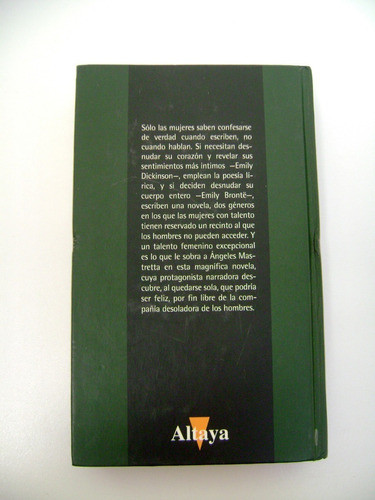 Sólo las mujeres saben confesarse
de verdad cuando escriben, no
cuando hablan. Si necesitan des-
nudar su corazón y revelar sus
sentimientos más íntimos —Emily
Dickinson—, emplean la poesía lí-
rica, y si deciden desnudar su
cuerpo entero —Emily Brontë—,
escriben una novela, dos géneros
en los que las mujeres con talento
tienen reservado un recinto al que
los hombres no pueden acceder. Y
un talento femenino excepcional
es lo que le sobra a Ángeles Mas-
tretta en esta magnífica novela,
cuya protagonista narradora des-
cubre, al quedarse sola, que podría
ser feliz, por fin libre de la com-
pañía desoladora de los hombres.
Altaya